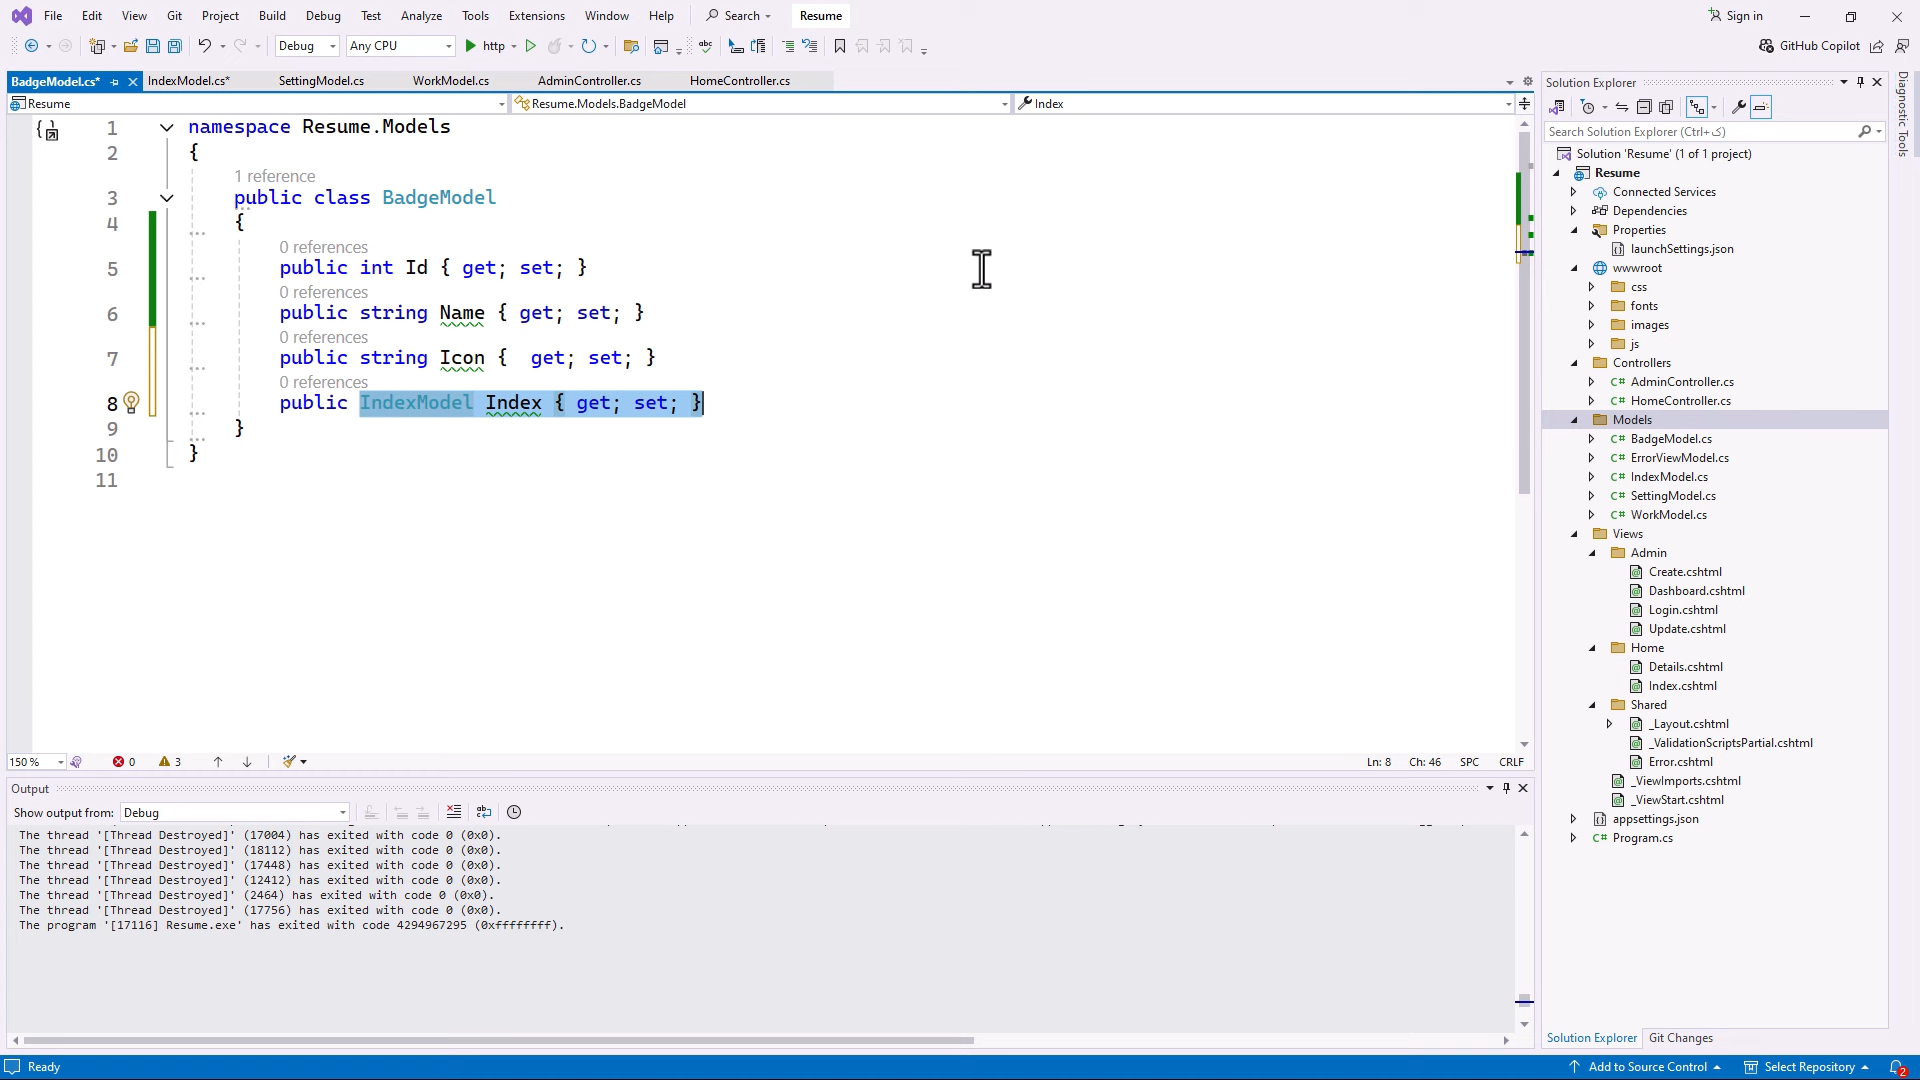 File Edit View Git Project Build Debug Test Analyze Tools Extensions Window Help Search Resume Sign in
Debug Any CPU http GitHub Copilot
BadgeModel.cs* IndexModel.cs* SettingModel.cs WorkModel.cs AdminController.cs HomeController.cs
Resume Resume.Models.BadgeModel Index
1 namespace Resume.Models
2 {
1 reference
3 public class BadgeModel
4 {
0 references
5 public int Id { get; set; }
0 references
6 public string Name { get; set; }
0 references
7 public string Icon {  get; set; }
0 references
8 public IndexModel Index { get; set; }
9 }
10 }
11
150 % 0 3 Ln: 8 Ch: 46 SPC CRLF
Output
Show output from: Debug
The thread '[Thread Destroyed]' (17004) has exited with code 0 (0x0).
The thread '[Thread Destroyed]' (18112) has exited with code 0 (0x0).
The thread '[Thread Destroyed]' (17448) has exited with code 0 (0x0).
The thread '[Thread Destroyed]' (12412) has exited with code 0 (0x0).
The thread '[Thread Destroyed]' (2464) has exited with code 0 (0x0).
The thread '[Thread Destroyed]' (17756) has exited with code 0 (0x0).
The program '[17116] Resume.exe' has exited with code 4294967295 (0xffffffff).
Solution Explorer
Search Solution Explorer (Ctrl+ک)
Solution 'Resume' (1 of 1 project)
Resume
Connected Services
Dependencies
Properties
launchSettings.json
wwwroot
css
fonts
images
js
Controllers
C# AdminController.cs
C# HomeController.cs
Models
C# BadgeModel.cs
C# ErrorViewModel.cs
C# IndexModel.cs
C# SettingModel.cs
C# WorkModel.cs
Views
Admin
Create.cshtml
Dashboard.cshtml
Login.cshtml
Update.cshtml
Home
Details.cshtml
Index.cshtml
Shared
_Layout.cshtml
_ValidationScriptsPartial.cshtml
Error.cshtml
_ViewImports.cshtml
_ViewStart.cshtml
appsettings.json
C# Program.cs
Solution Explorer Git Changes
Diagnostic Tools
Ready Add to Source Control Select Repository 2